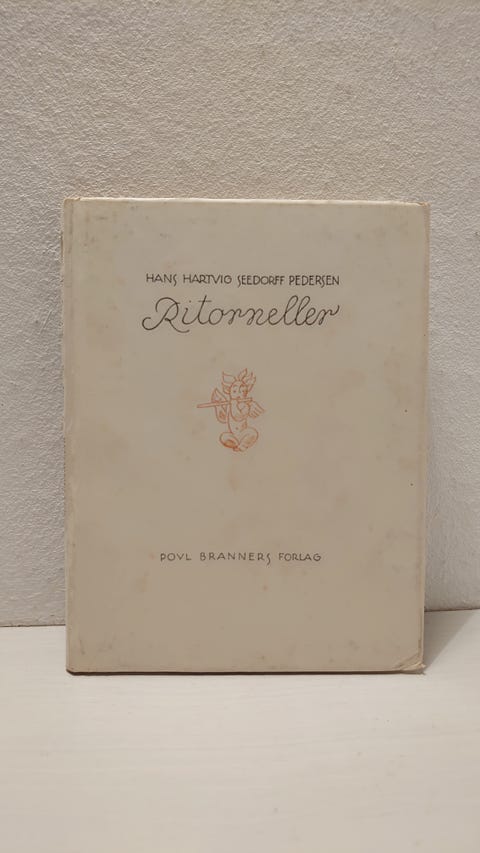 HANS HARTVIG SEEDORFF PEDERSEN
Ritorneller
POVL BRANNERS FORLAG